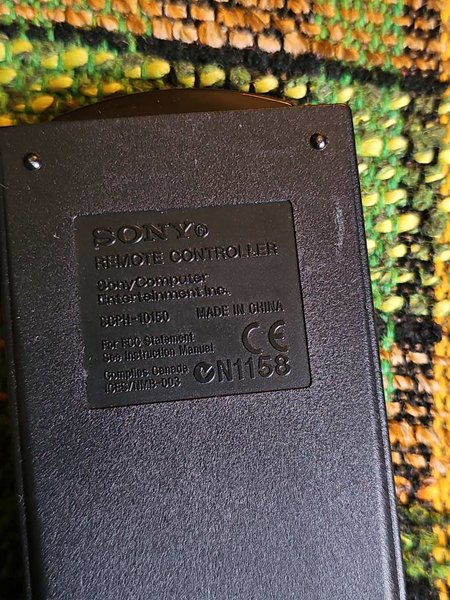 SONY®
REMOTE CONTROLLER
Sony Computer
Entertainment Inc.
SCPH-10150 MADE IN CHINA
For FCC Statement
See Instruction Manual
CE
Complies Canada
ICES/NMB-003
N1158